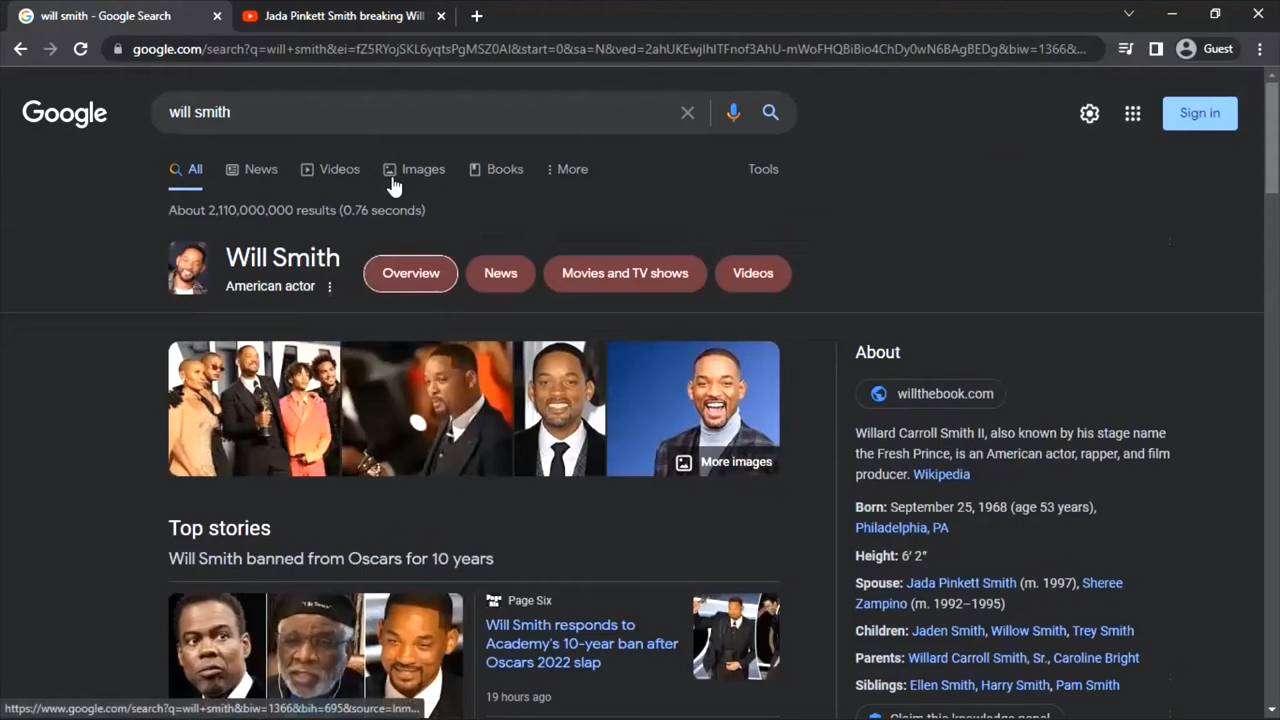 will smith - Google Search
Jada Pinkett Smith breaking Wil
google.com/search?q=will+smith&ei=fZ5RYojSKL6yqtsPgMSZ0AI&start=0&sa=N&ved=2ahUKEwjIhITFnof3AhU-mWoFHQBiBio4ChDy0wN6BAgBEDg&biw=1366&...
Guest
Google
will smith
Sign in
All
News
Videos
Images
Books
More
Tools
About 2,110,000,000 results (0.76 seconds)
Will Smith
American actor
Overview
News
Movies and TV shows
Videos
More images
About
willthebook.com
Willard Carroll Smith II, also known by his stage name
the Fresh Prince, is an American actor, rapper, and film
producer. Wikipedia
Born: September 25, 1968 (age 53 years),
Philadelphia, PA
Height: 6′ 2″
Spouse: Jada Pinkett Smith (m. 1997), Sheree
Zampino (m. 1992–1995)
Children: Jaden Smith, Willow Smith, Trey Smith
Parents: Willard Carroll Smith, Sr., Caroline Bright
Siblings: Ellen Smith, Harry Smith, Pam Smith
Claim this knowledge panel
Top stories
Will Smith banned from Oscars for 10 years
Page Six
Will Smith responds to
Academy's 10-year ban after
Oscars 2022 slap
19 hours ago
https://www.google.com/search?q=will+smith&biw=1366&bih=695&source=lnm...